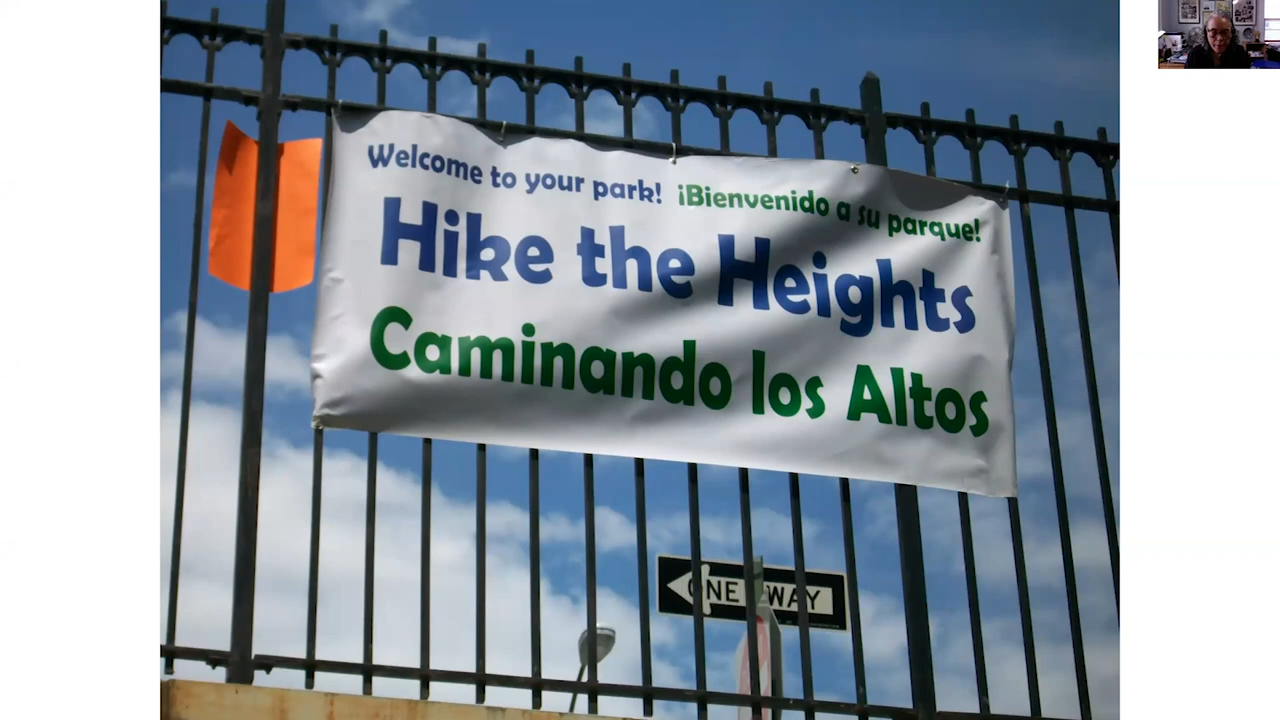 Welcome to your park! ¡Bienvenido a su parque!
Hike the Heights
Caminando los Altos
ONE WAY